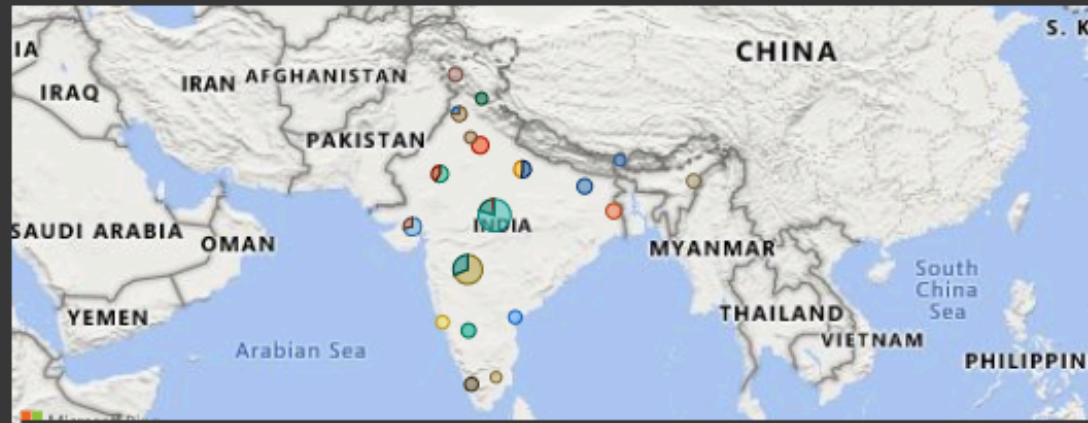 S. K
IA
CHINA
IRAN
AFGHANISTAN
IRAQ
PAKISTAN
SAUDI ARABIA
OMAN
INDIA
MYANMAR
South
China
Sea
YEMEN
THAILAND
VIETNAM
Arabian Sea
PHILIPPIN